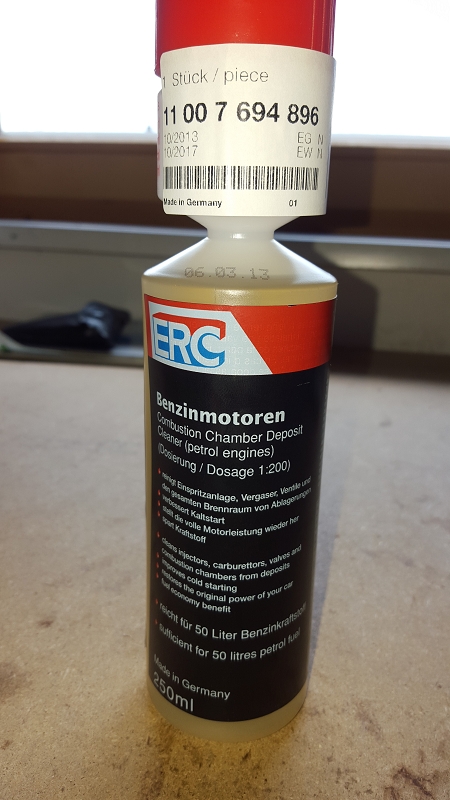 1 Stück / piece
11 00 7 694 896
10/2013 EG N
10/2017 EW N
Made in Germany 01
06.03.13
ERC
Benzinmotoren
Combustion Chamber Deposit
Cleaner (petrol engines)
(Dosierung / Dosage 1:200)
reinigt Einspritzanlage, Vergaser, Ventile und
den gesamten Brennraum von Ablagerungen
verbessert Kaltstart
stellt die volle Motorleistung wieder her
spart Kraftstoff
cleans injectors, carburettors, valves and
combustion chambers from deposits
improves cold starting
restores the original power of your car
fuel economy benefit
reicht für 50 Liter Benzinkraftstoff
sufficient for 50 litres petrol fuel
Made in Germany
250ml